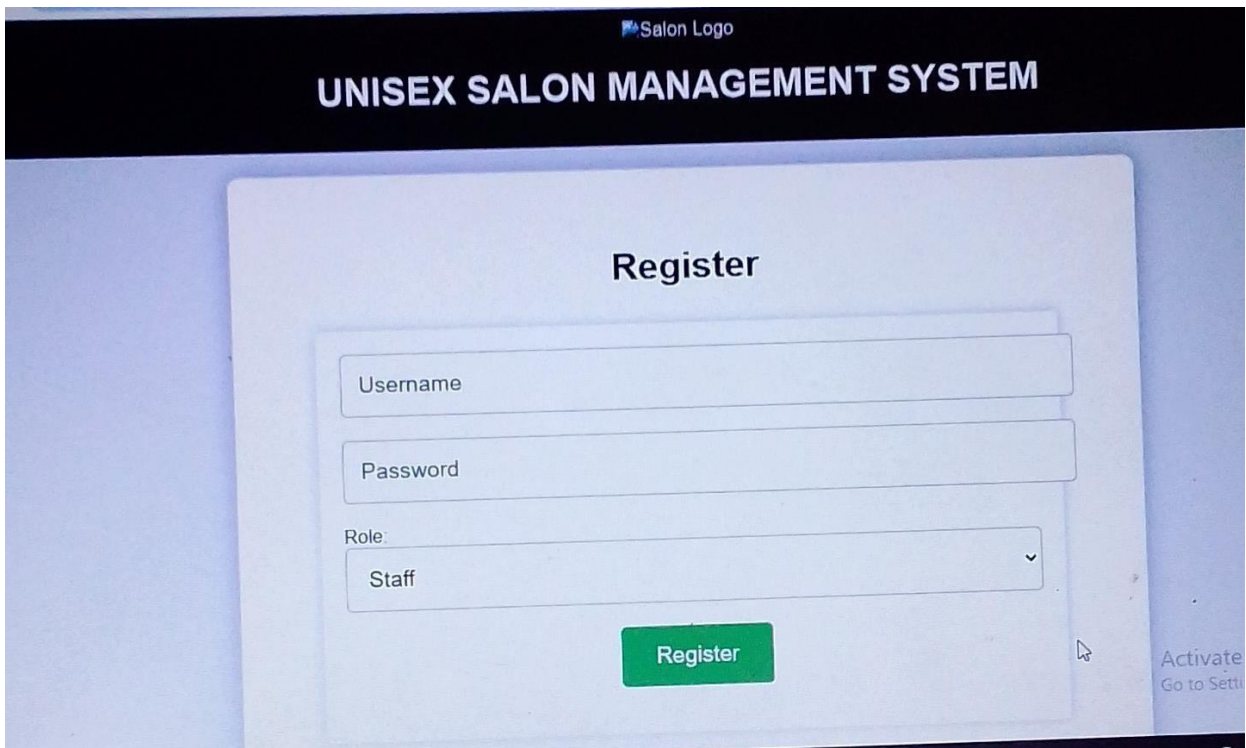 Salon Logo
UNISEX SALON MANAGEMENT SYSTEM
Register
Username
Password
Role:
Staff
Register
Activate
Go to Setti